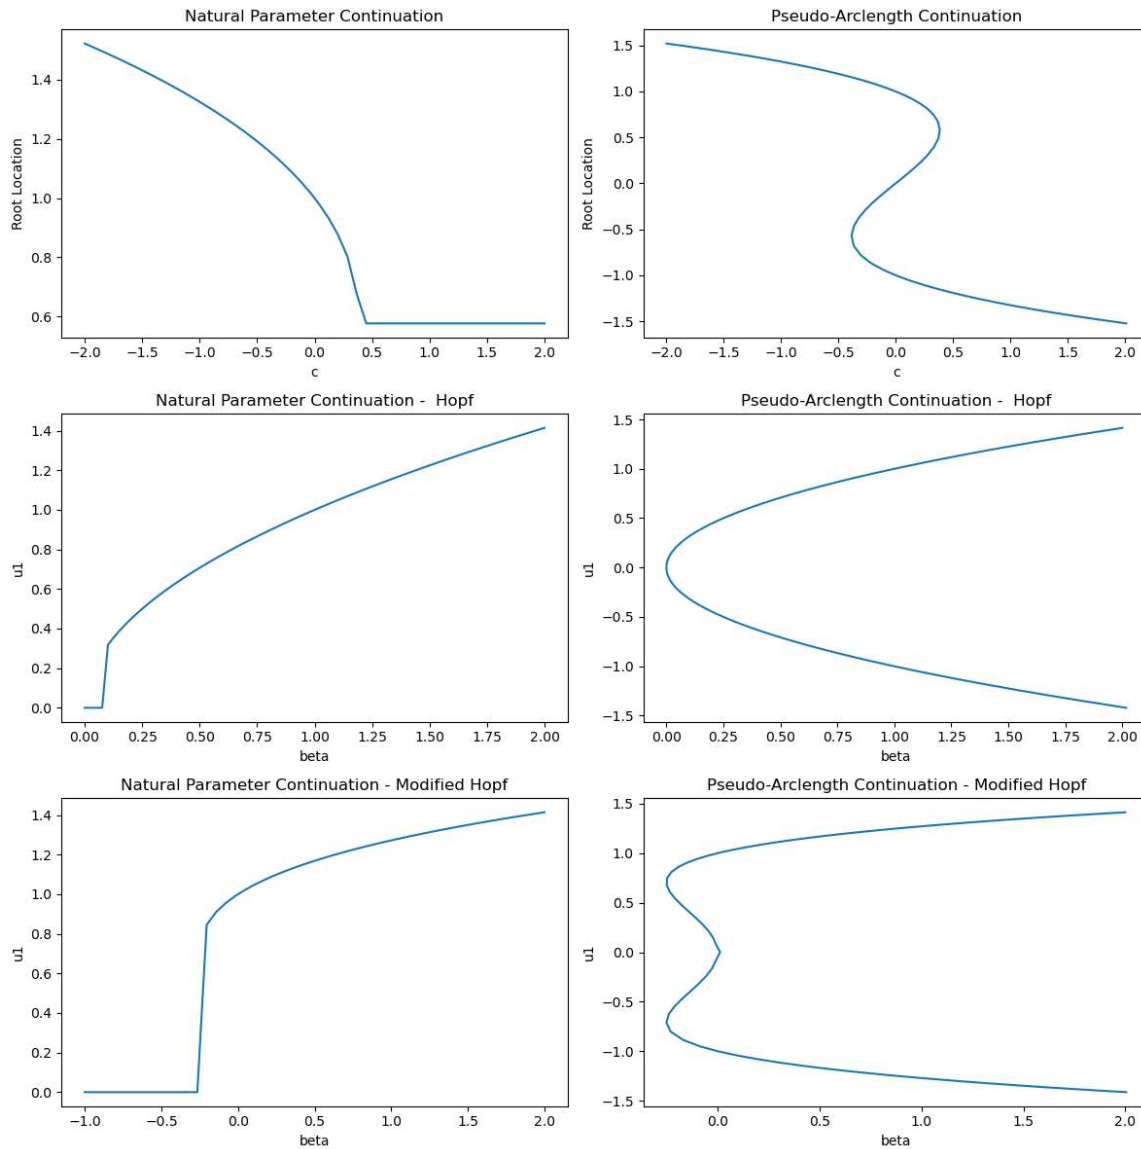 Natural Parameter Continuation
Root Location
1.4
1.2
1.0
0.8
0.6
−2.0 −1.5 −1.0 −0.5 0.0 0.5 1.0 1.5 2.0
c
Pseudo-Arclength Continuation
Root Location
1.5
1.0
0.5
0.0
−0.5
−1.0
−1.5
−2.0 −1.5 −1.0 −0.5 0.0 0.5 1.0 1.5 2.0
c
Natural Parameter Continuation -  Hopf
u1
1.4
1.2
1.0
0.8
0.6
0.4
0.2
0.0
0.00 0.25 0.50 0.75 1.00 1.25 1.50 1.75 2.00
beta
Pseudo-Arclength Continuation -  Hopf
u1
1.5
1.0
0.5
0.0
−0.5
−1.0
−1.5
0.00 0.25 0.50 0.75 1.00 1.25 1.50 1.75 2.00
beta
Natural Parameter Continuation - Modified Hopf
u1
1.4
1.2
1.0
0.8
0.6
0.4
0.2
0.0
−1.0 −0.5 0.0 0.5 1.0 1.5 2.0
beta
Pseudo-Arclength Continuation - Modified Hopf
u1
1.5
1.0
0.5
0.0
−0.5
−1.0
−1.5
0.0 0.5 1.0 1.5 2.0
beta